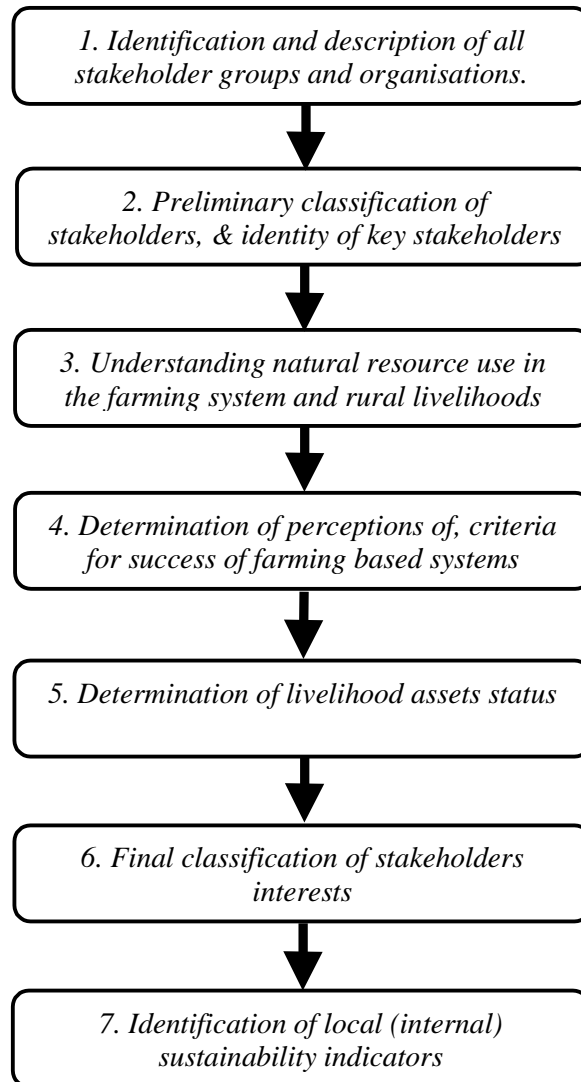 1. Identification and description of all
stakeholder groups and organisations.
2. Preliminary classification of
stakeholders, & identity of key stakeholders
3. Understanding natural resource use in
the farming system and rural livelihoods
4. Determination of perceptions of, criteria
for success of farming based systems
5. Determination of livelihood assets status
6. Final classification of stakeholders
interests
7. Identification of local (internal)
sustainability indicators